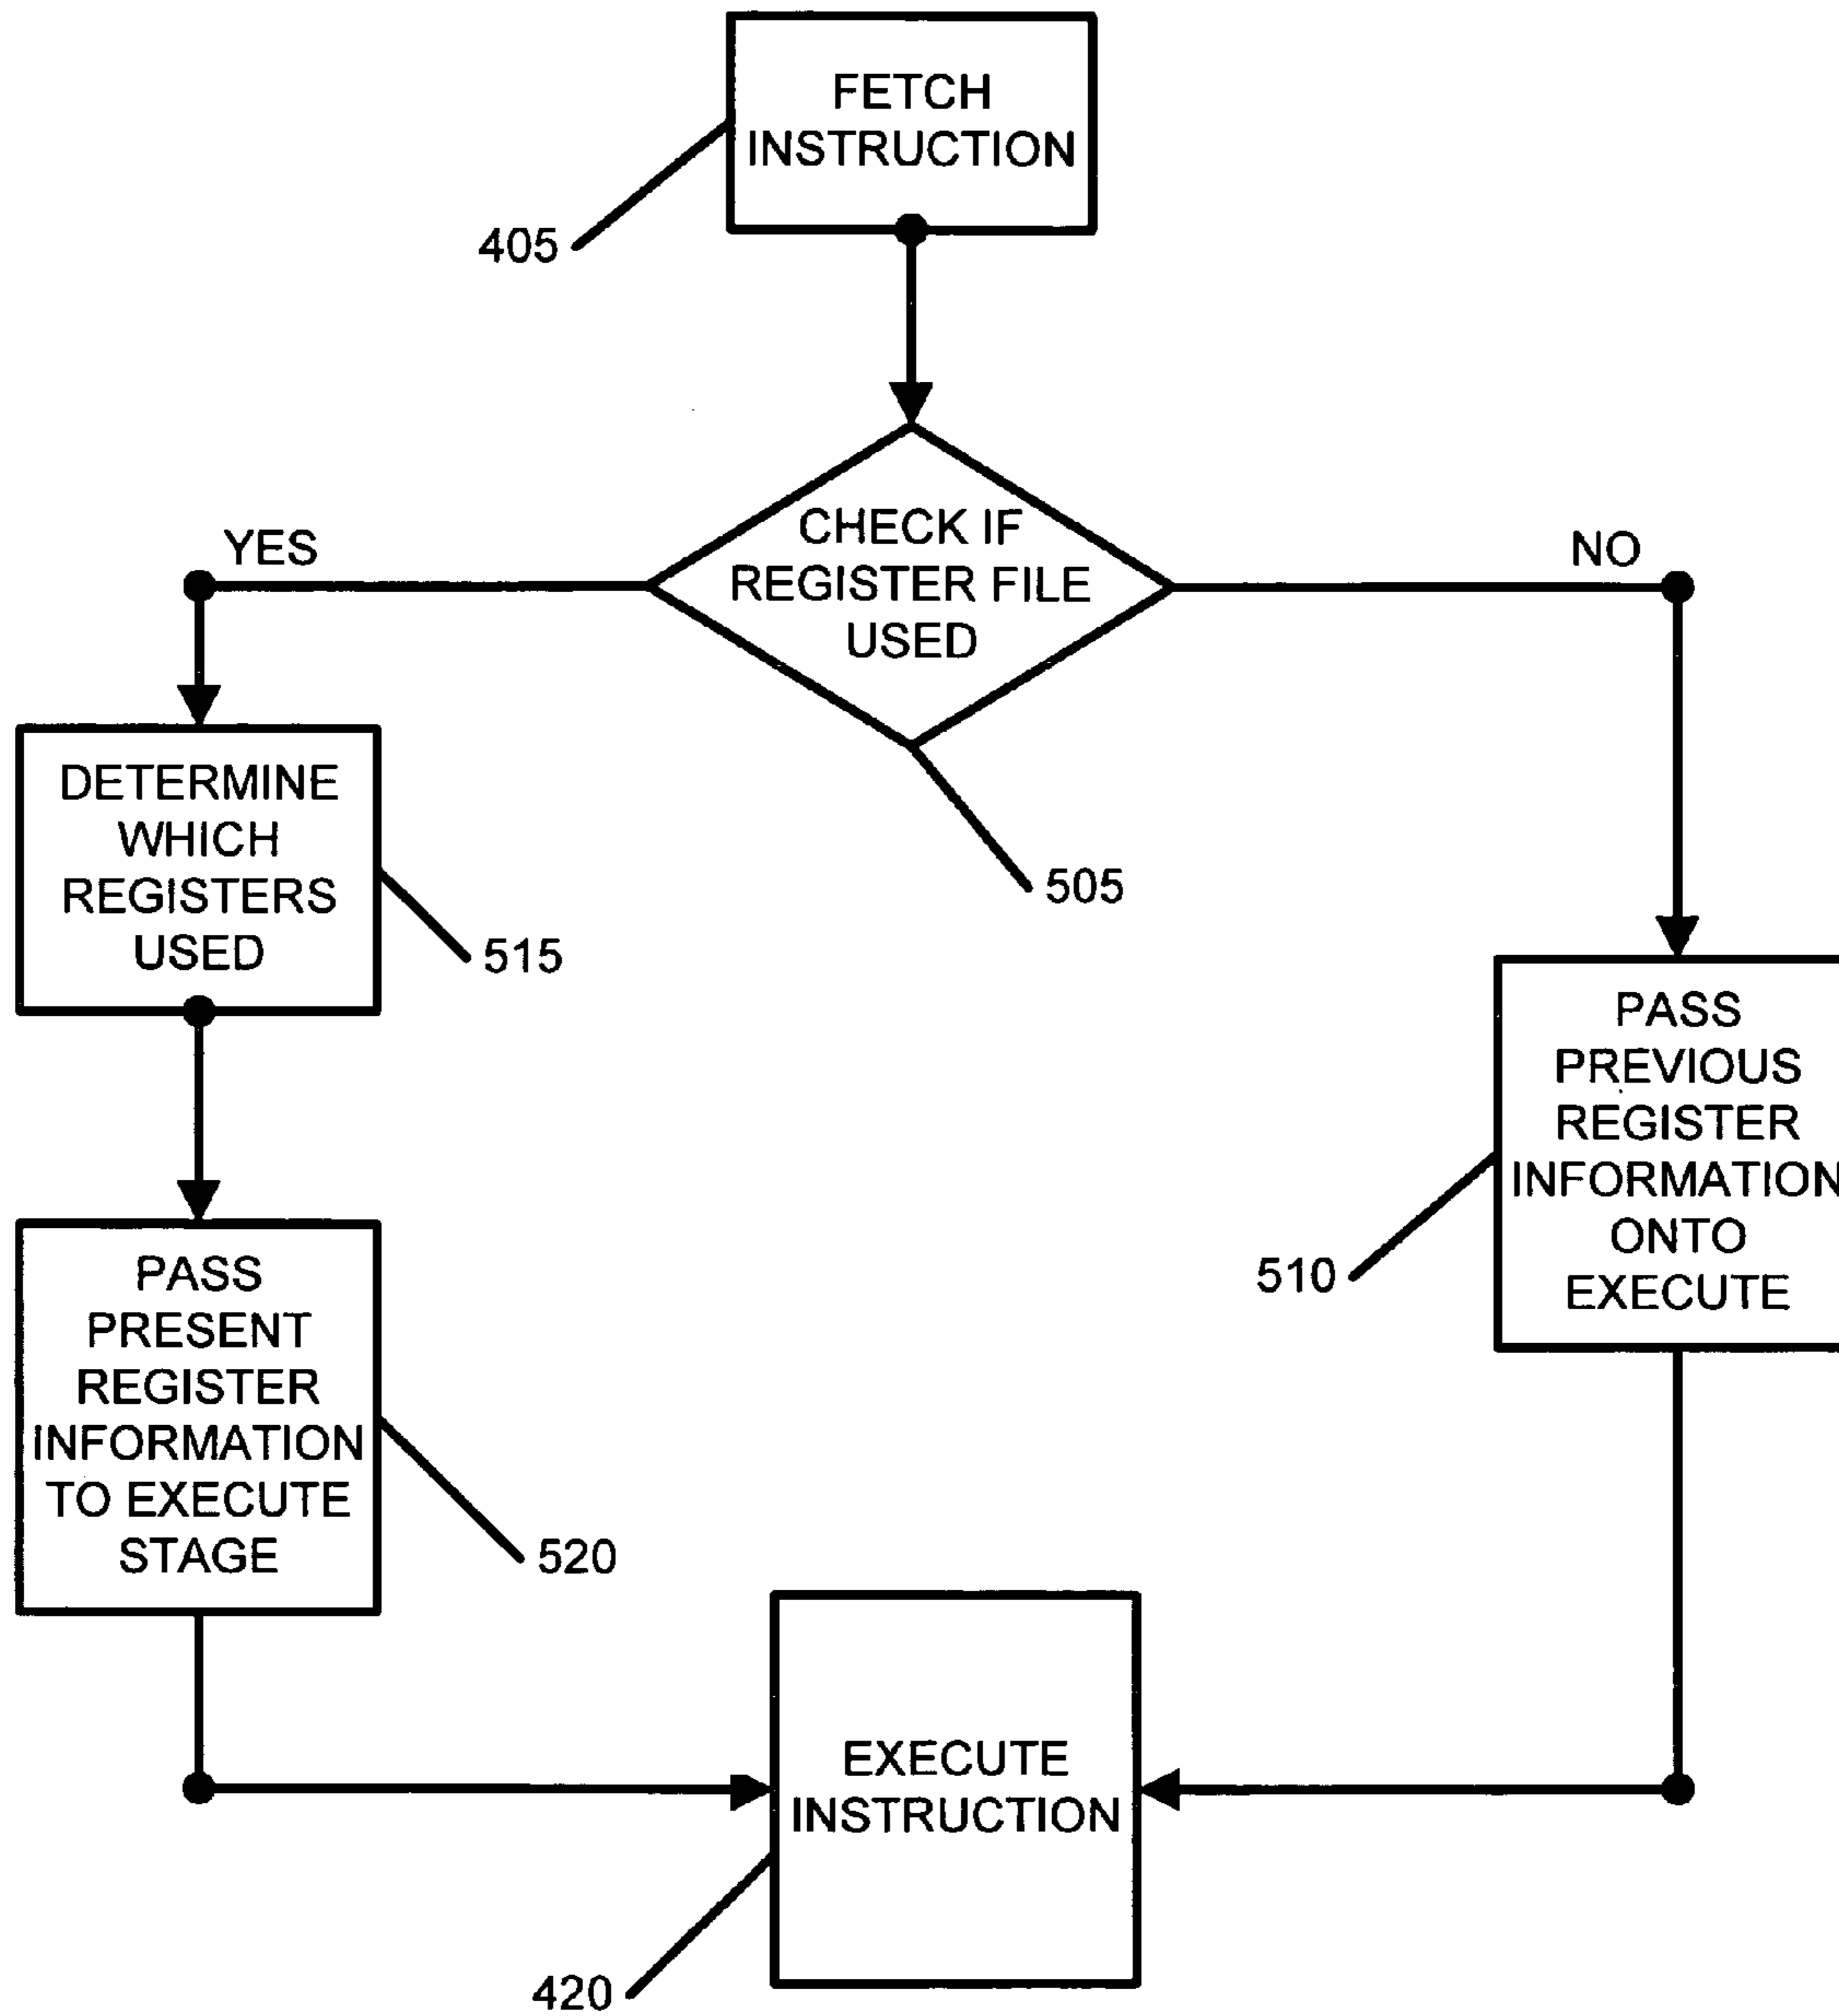 FETCH
INSTRUCTION
405
CHECK IF
REGISTER FILE
USED
YES
NO
505
DETERMINE
WHICH
REGISTERS
USED
515
PASS
PREVIOUS
REGISTER
INFORMATION
ONTO
EXECUTE
510
PASS
PRESENT
REGISTER
INFORMATION
TO EXECUTE
STAGE
520
EXECUTE
INSTRUCTION
420